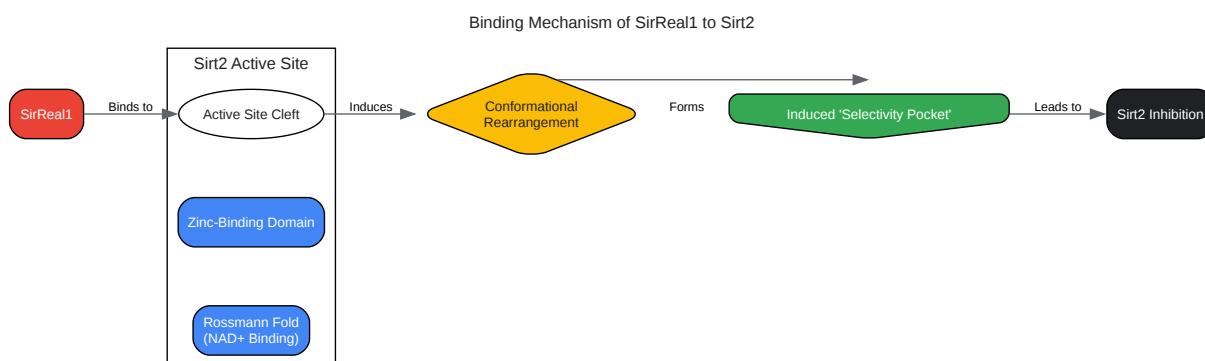 Binding Mechanism of SirReal1 to Sirt2
Sirt2 Active Site
SirReal1
Binds to
Active Site Cleft
Induces
Conformational
Rearrangement
Forms
Induced 'Selectivity Pocket'
Leads to
Sirt2 Inhibition
Zinc-Binding Domain
Rossmann Fold
(NAD+ Binding)